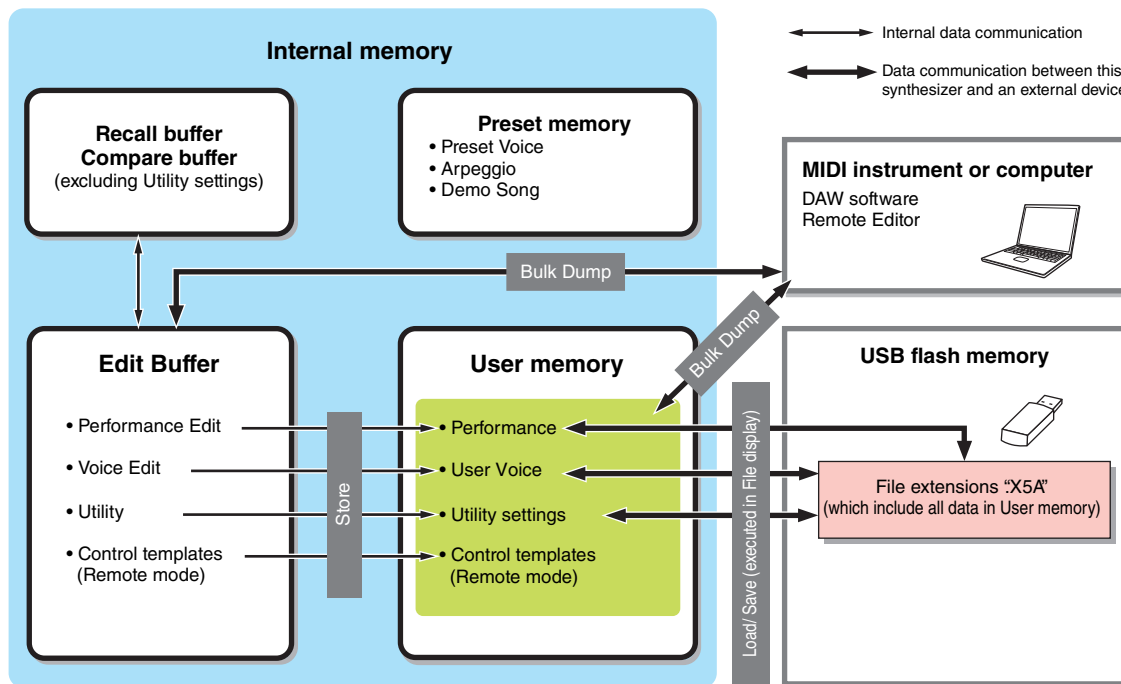 Internal memory
Internal data communication
Data communication between this
synthesizer and an external device
Recall buffer
Compare buffer
(excluding Utility settings)
Preset memory
• Preset Voice
• Arpeggio
• Demo Song
MIDI instrument or computer
DAW software
Remote Editor
Bulk Dump
Bulk Dump
Edit Buffer
• Performance Edit
• Voice Edit
• Utility
• Control templates
(Remote mode)
Store
User memory
• Performance
• User Voice
• Utility settings
• Control templates
(Remote mode)
Load/ Save (executed in File display)
USB flash memory
File extensions “X5A”
(which include all data in User memory)